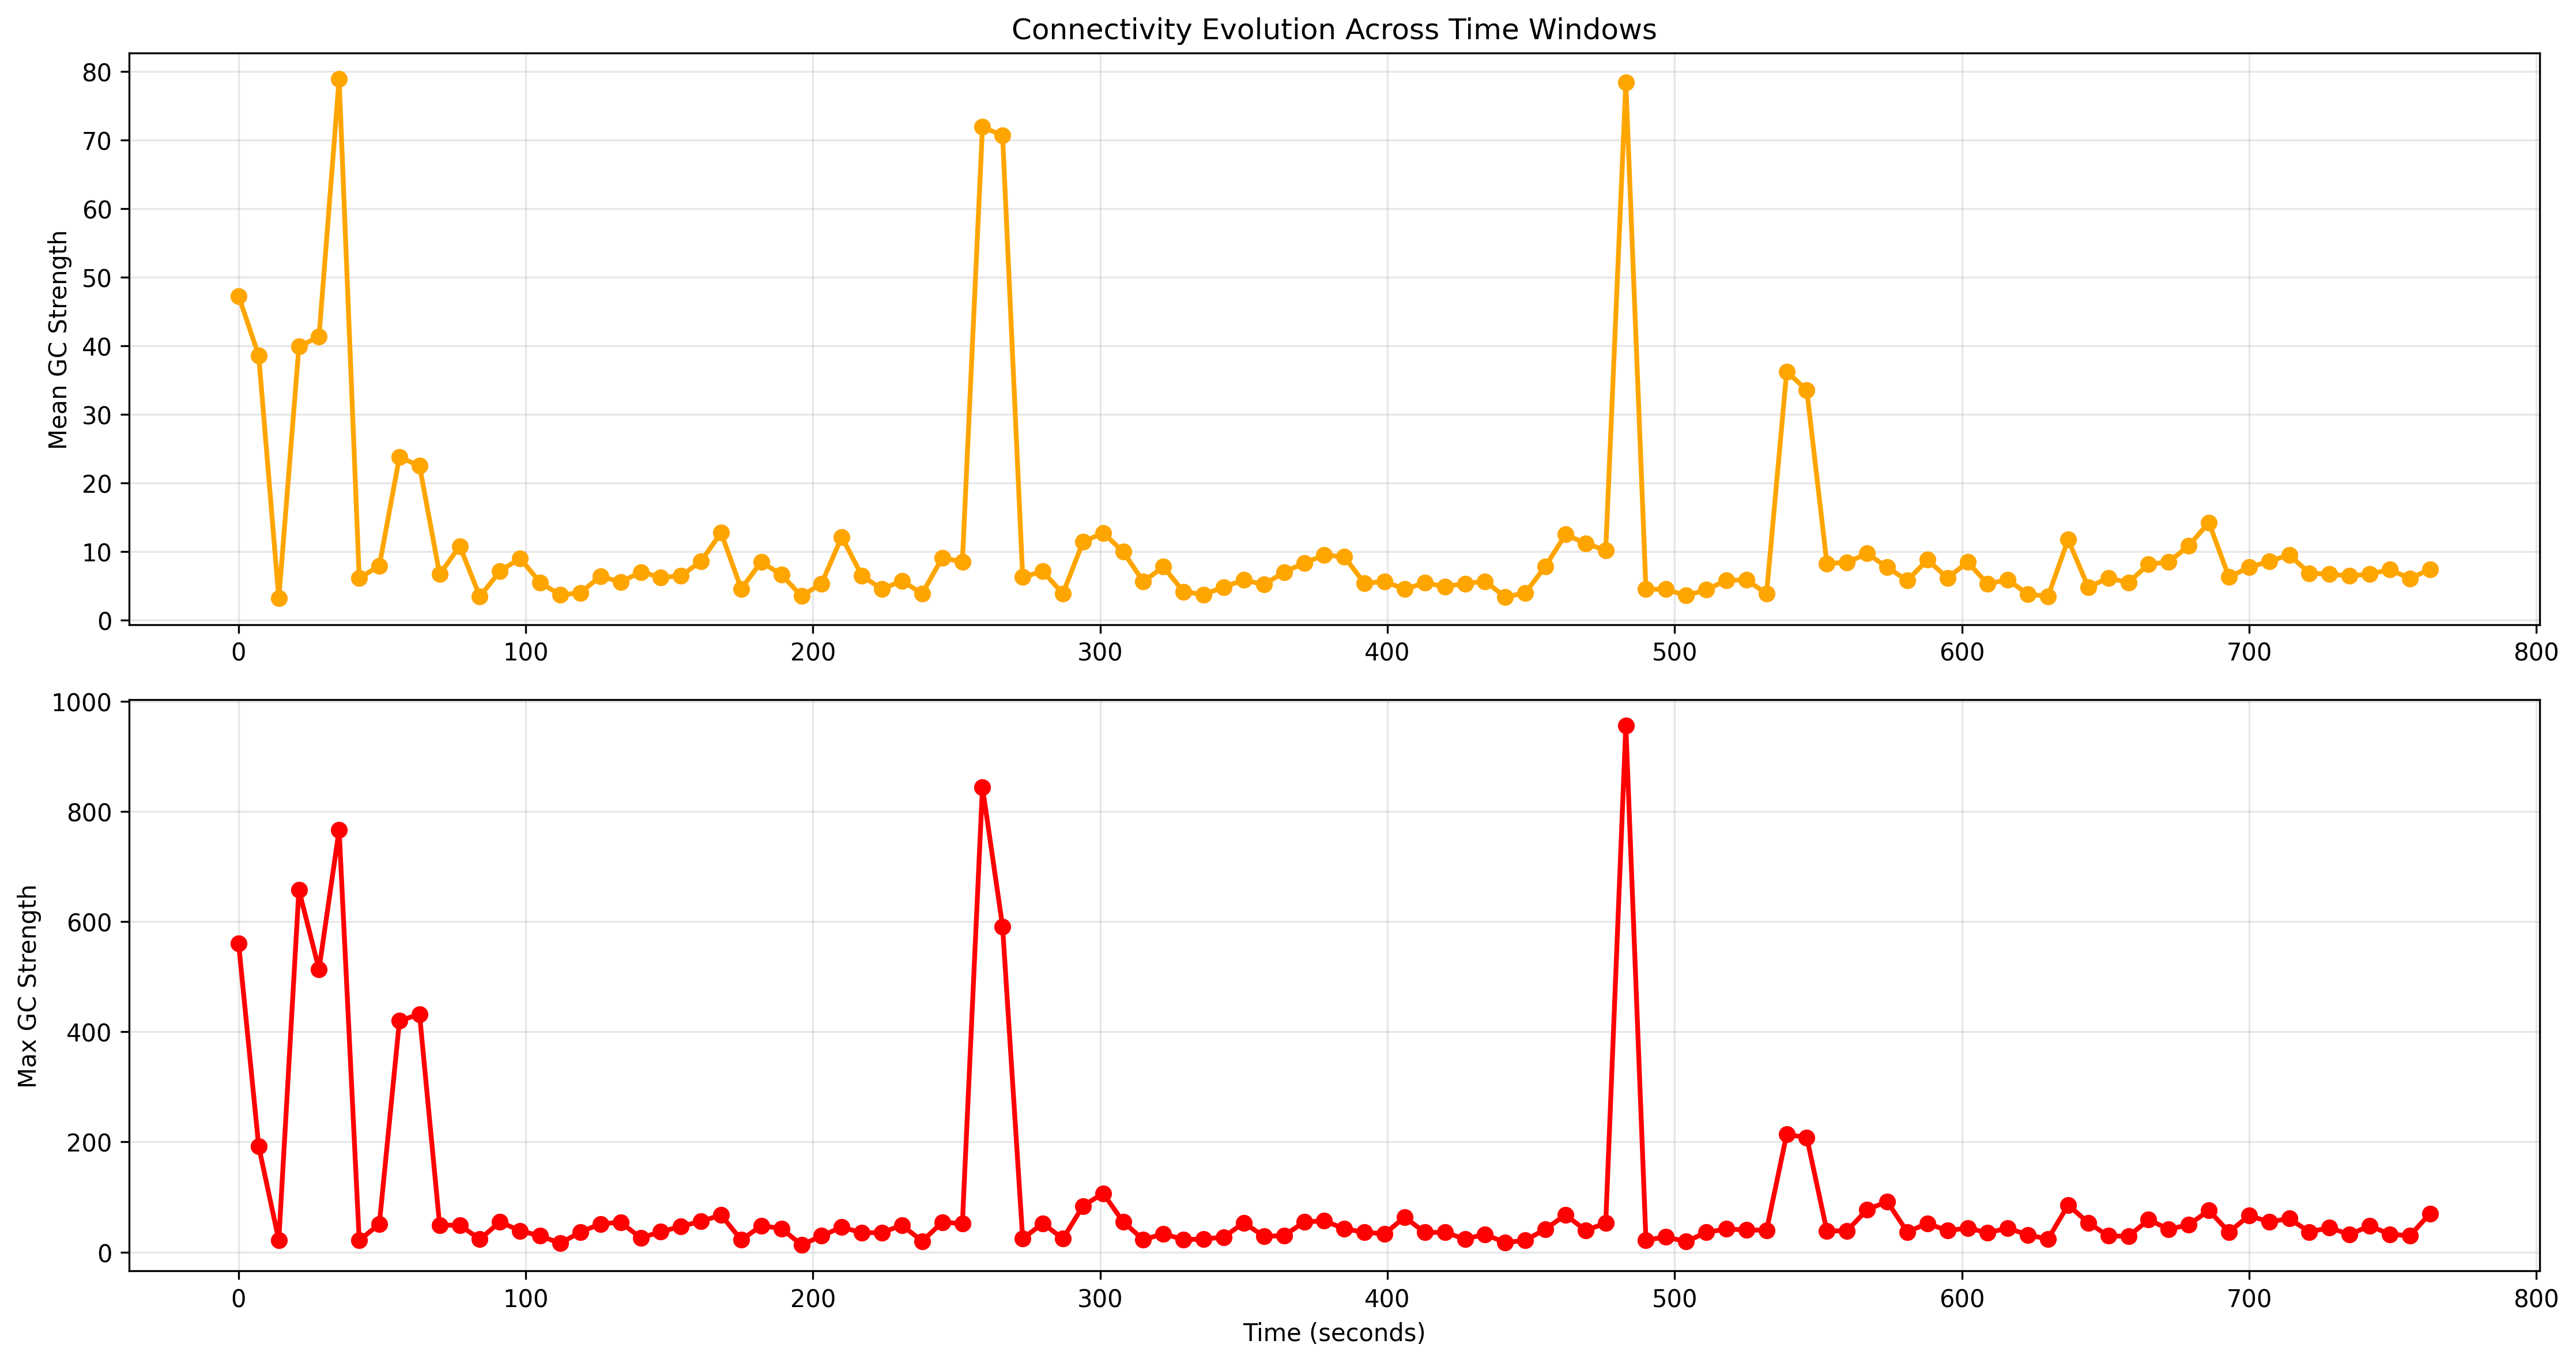 Connectivity Evolution Across Time Windows
Mean GC Strength
80
70
60
50
40
30
20
10
0
0 100 200 300 400 500 600 700 800
Max GC Strength
1000
800
600
400
200
0
0 100 200 300 400 500 600 700 800
Time (seconds)